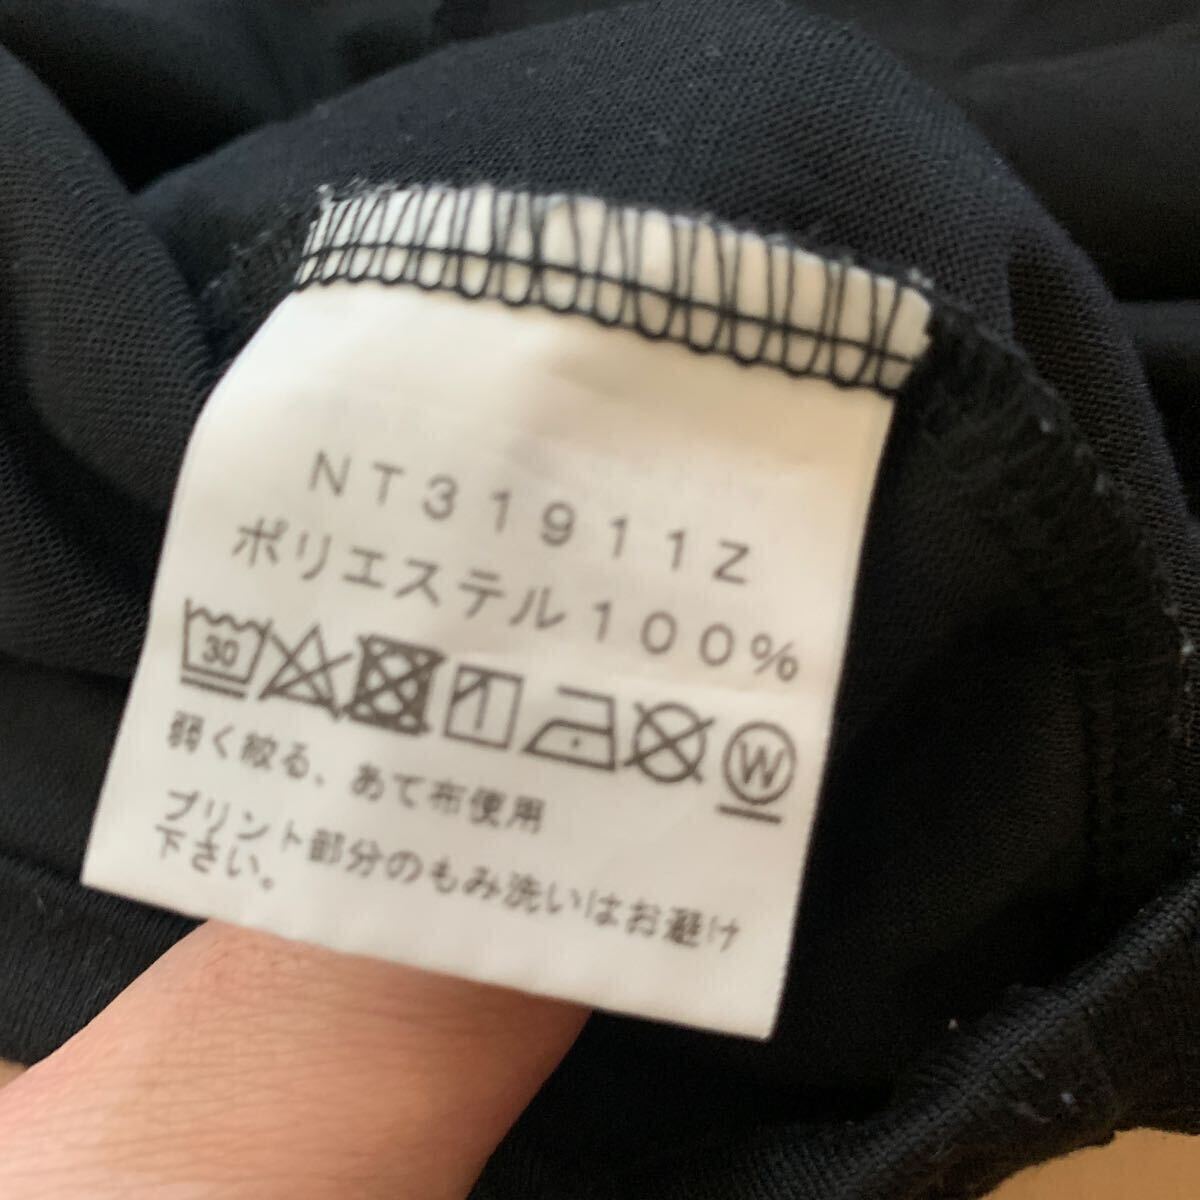 NT31911Z
ポリエステル100%
30 W
弱く絞る、あて布使用
プリント部分のもみ洗いはお避け
下さい。